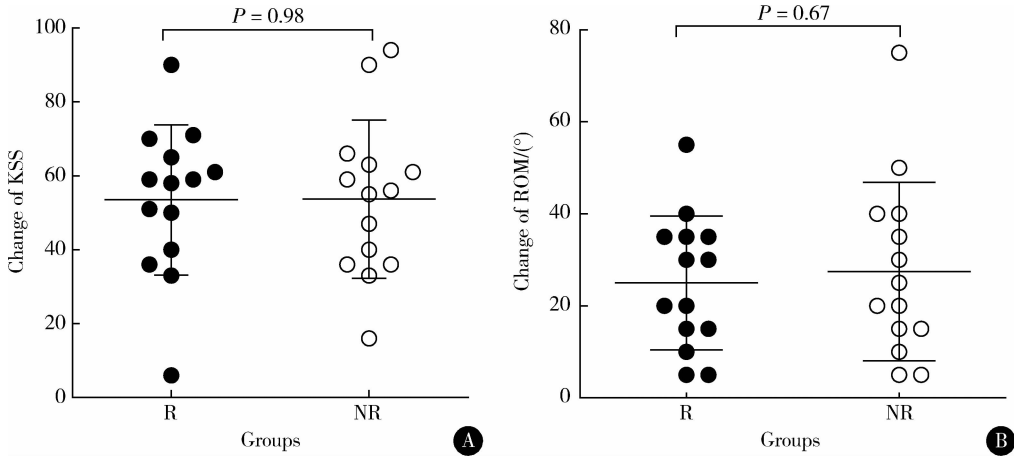 P = 0.98
100
80
60
40
20
0
Change of KSS
R
NR
Groups
A
P = 0.67
80
60
40
20
0
Change of ROM/(°)
R
NR
Groups
B